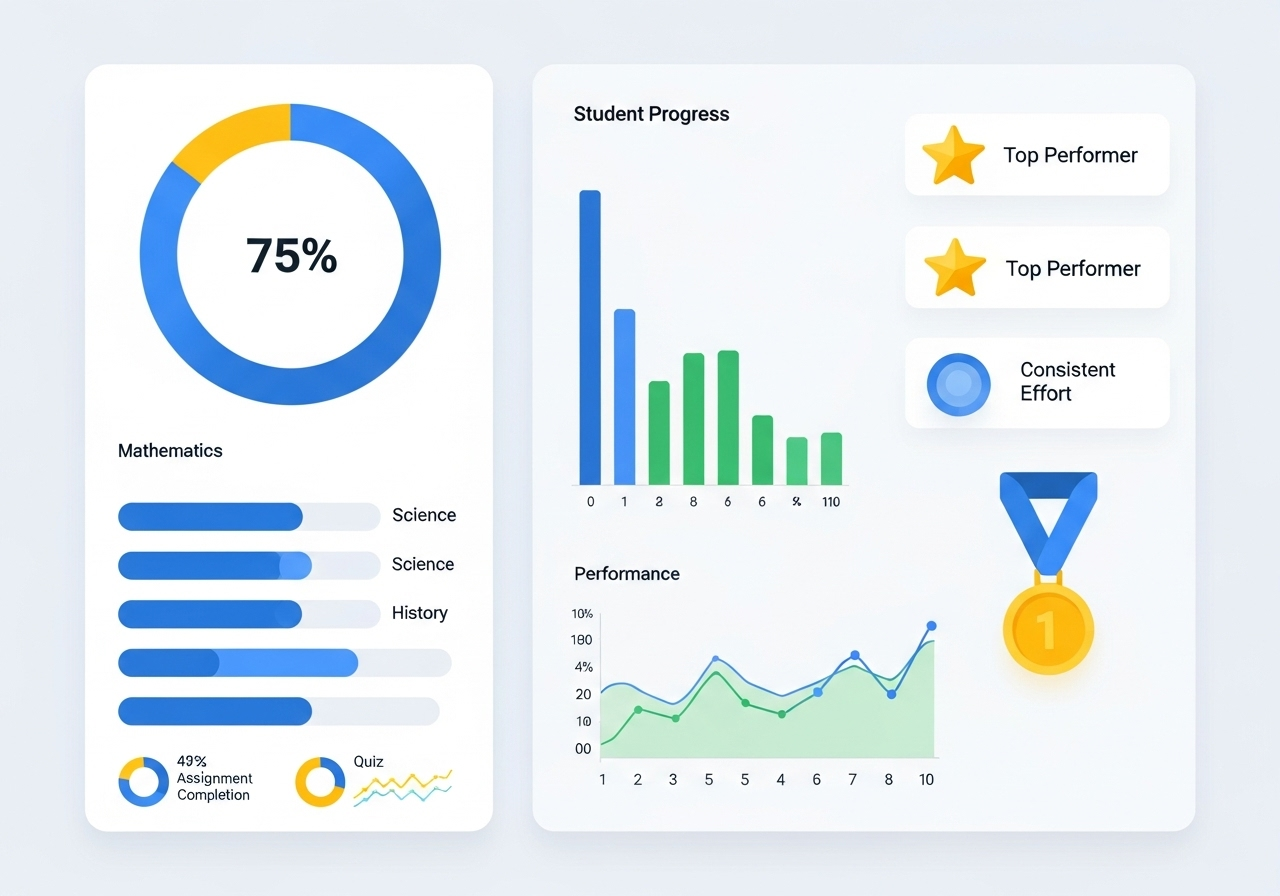 75%
Mathematics
Science
Science
History
49%
Assignment
Completion
Quiz
Student Progress
0 1 2 8 6 6 110
Top Performer
Top Performer
Consistent
Effort
1
Performance
10%
180
4%
20
10
00
1 2 3 5 5 4 6 7 8 10